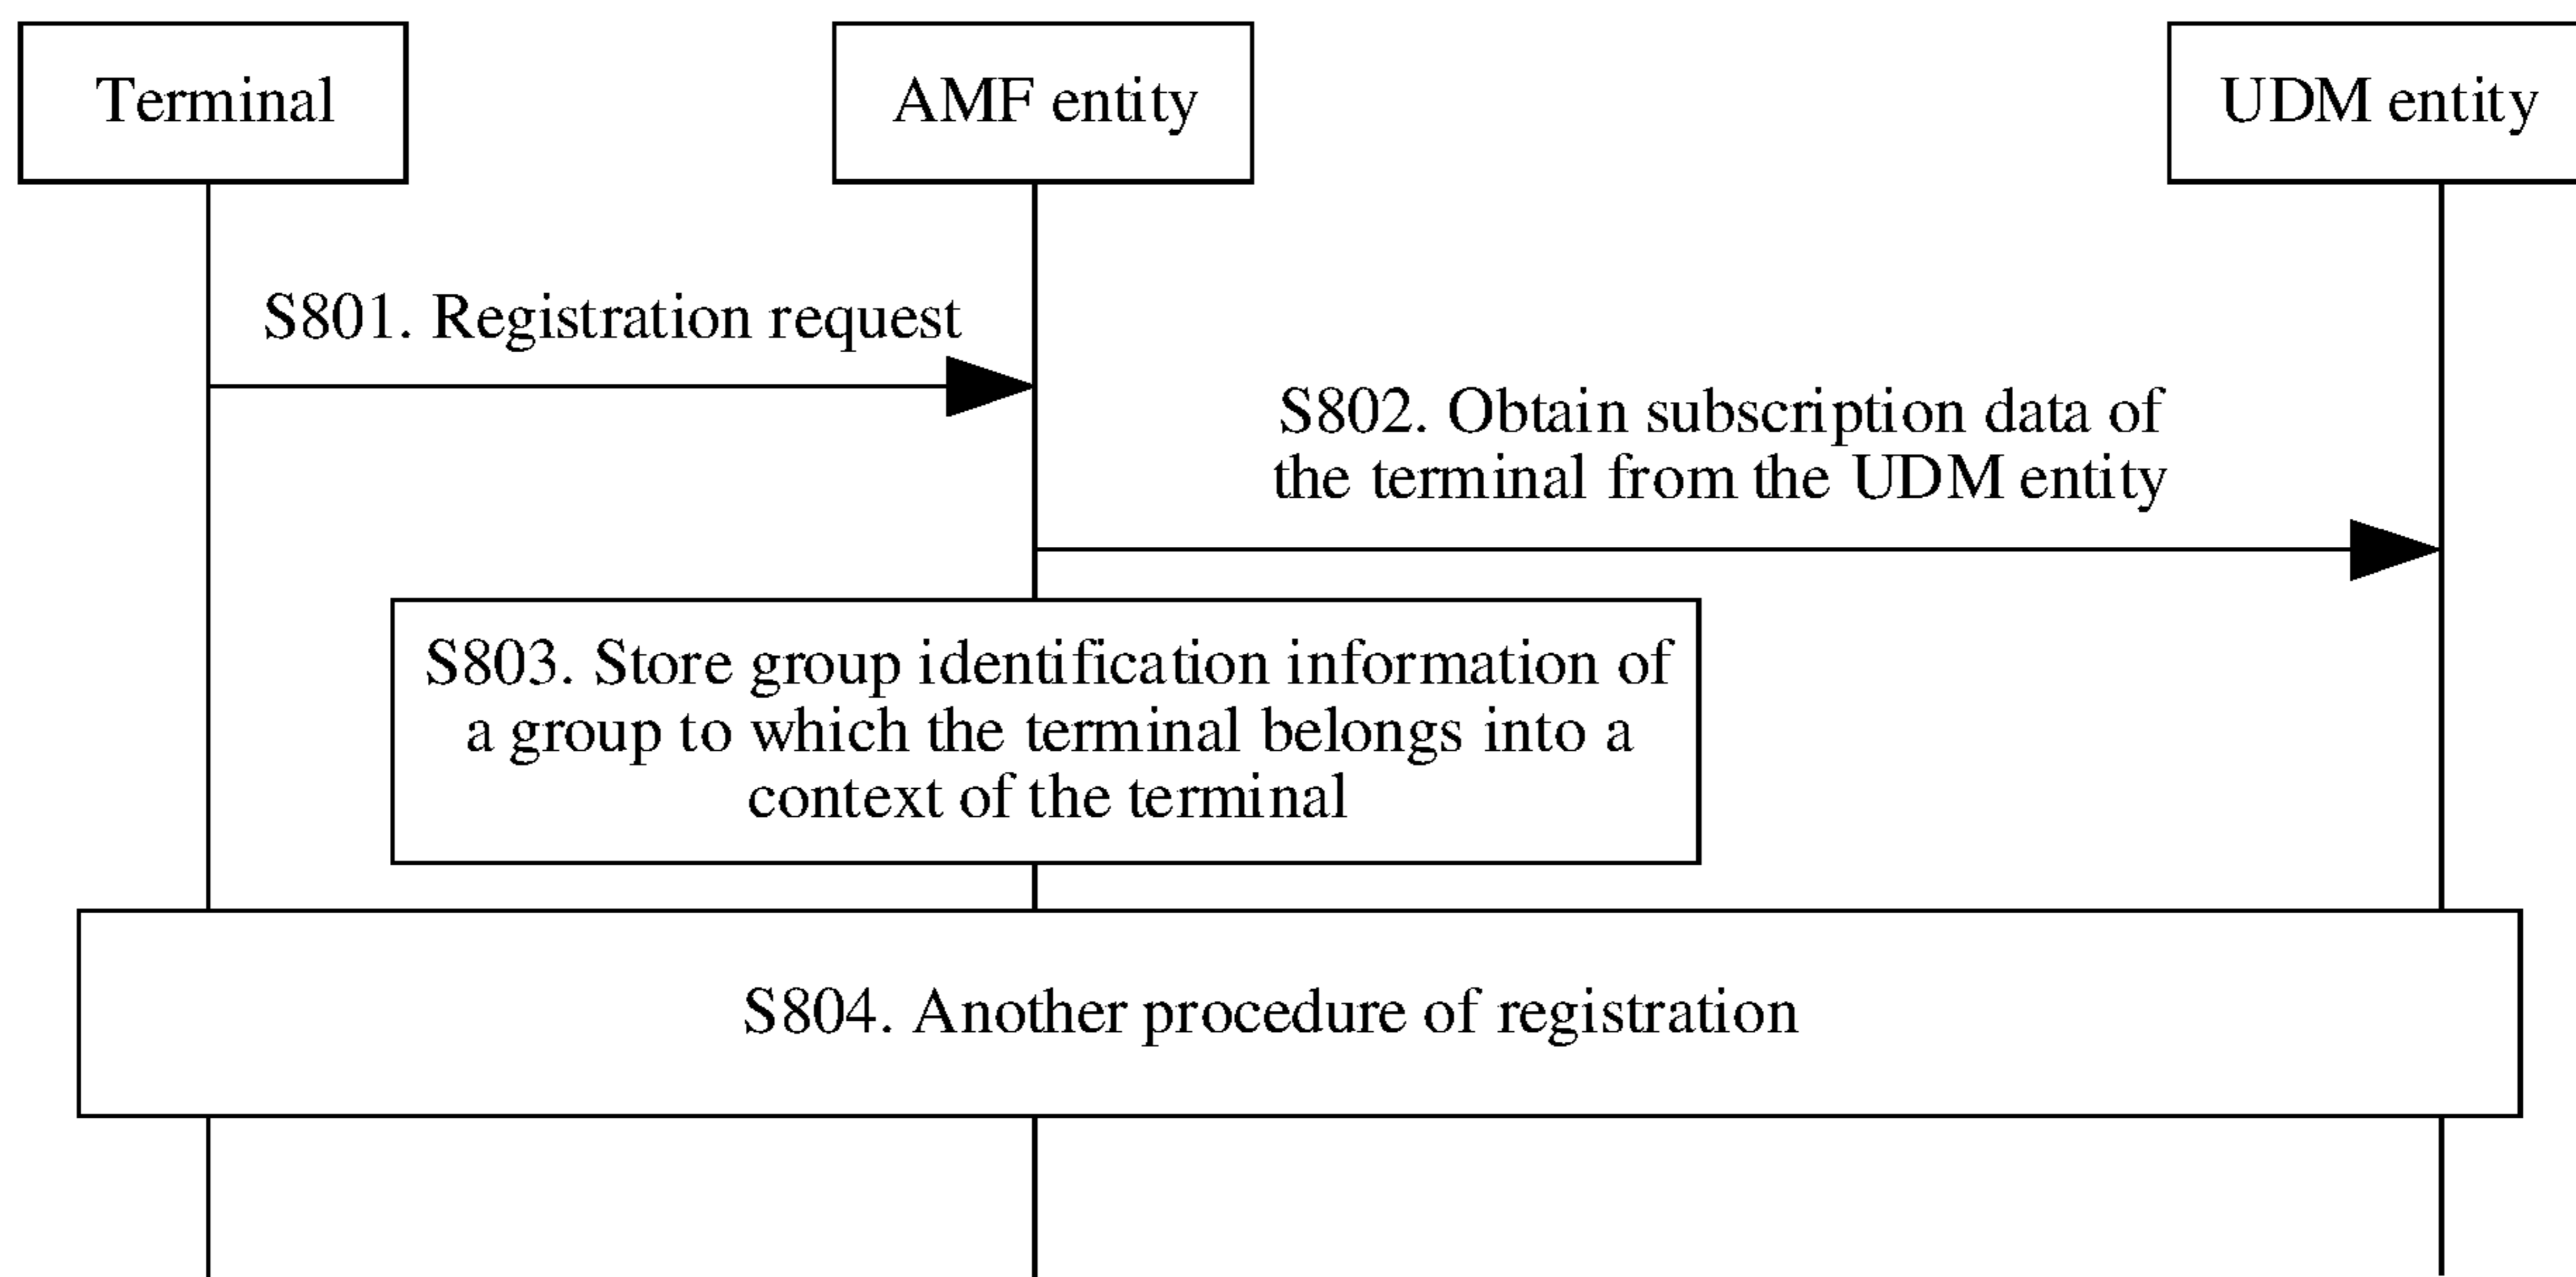 Terminal
AMF entity
UDM entity
S801. Registration request
S802. Obtain subscription data of
the terminal from the UDM entity
S803. Store group identification information of
a group to which the terminal belongs into a
context of the terminal
S804. Another procedure of registration